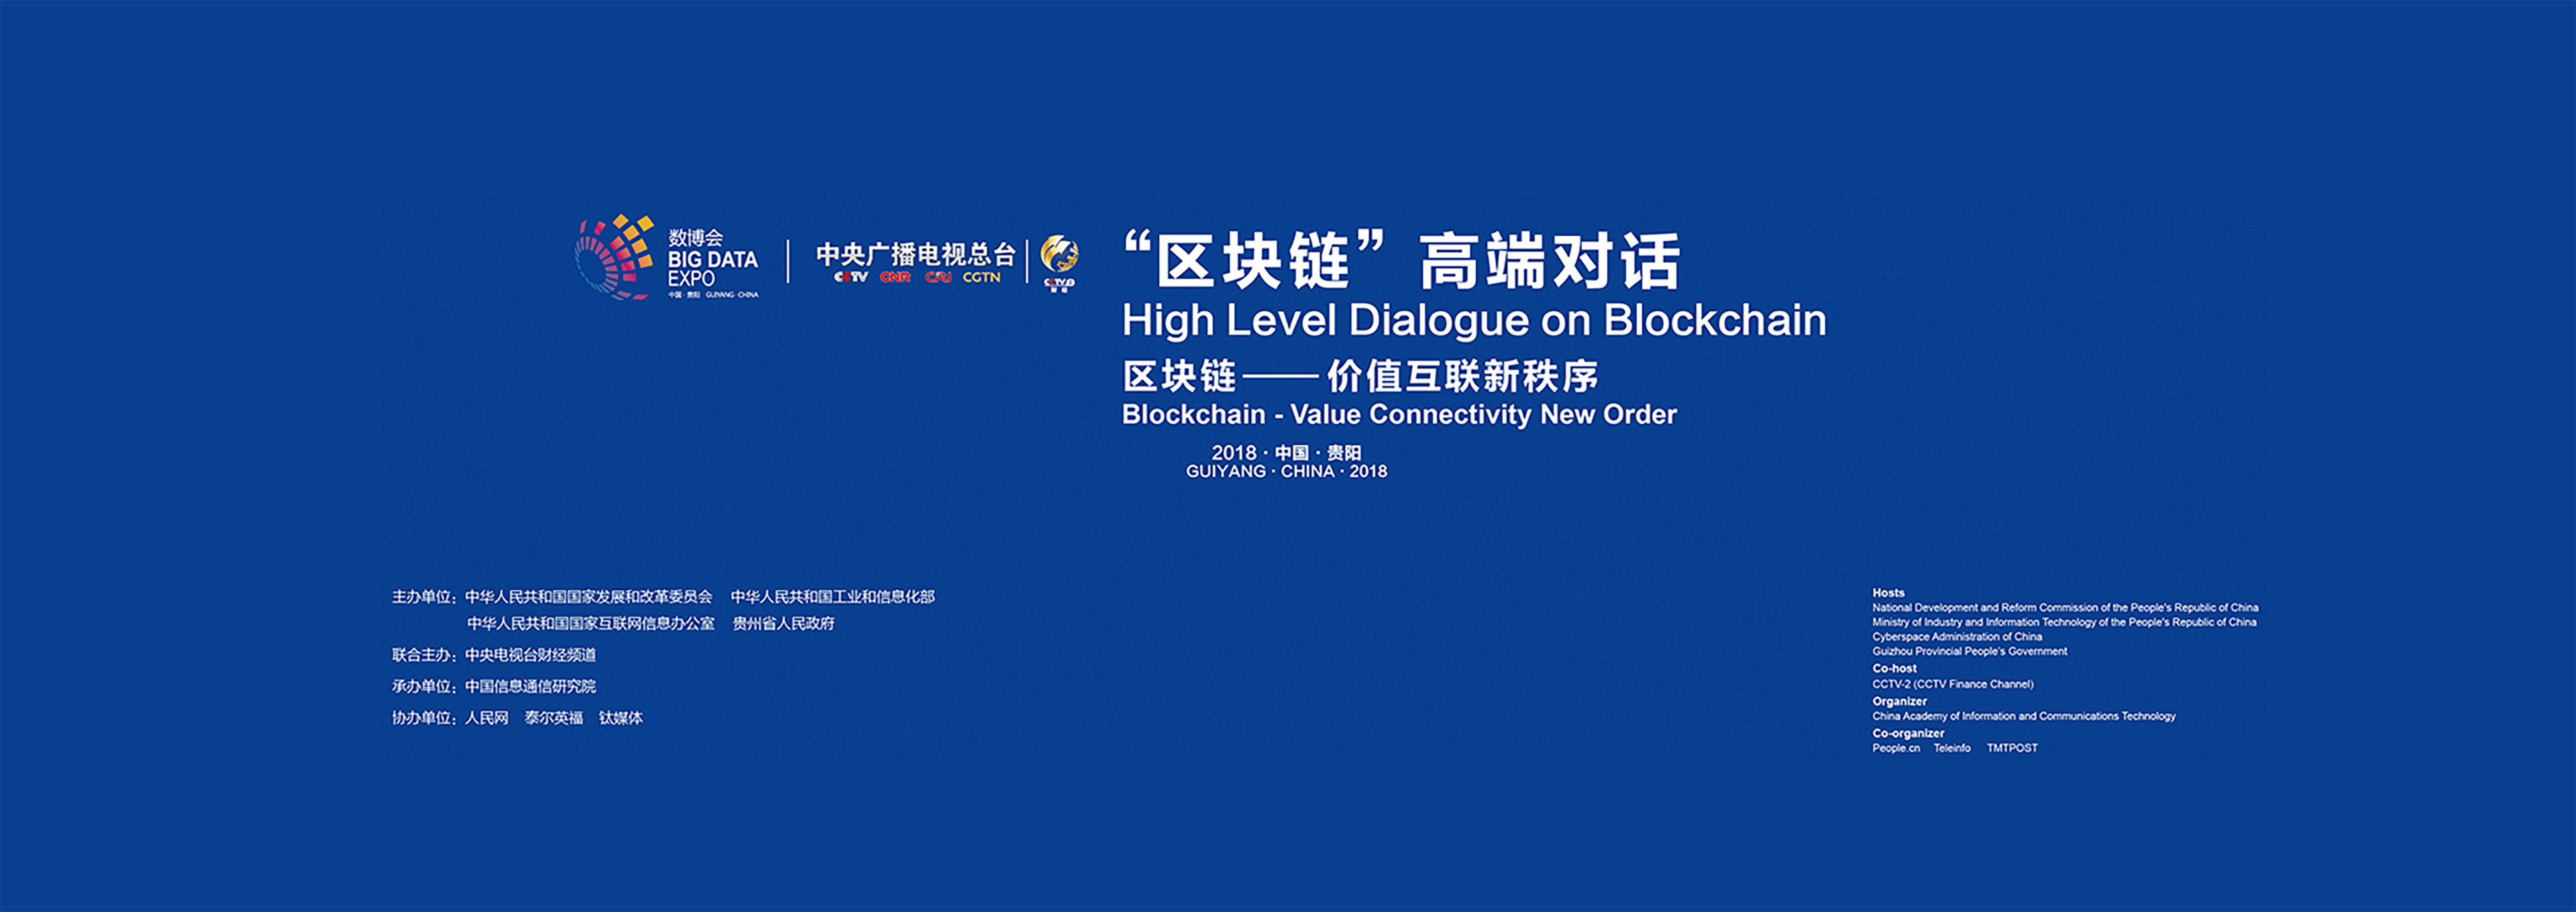 数博会
BIG DATA
EXPO
中国·贵阳 GUIYANG·CHINA
中央广播电视总台
CCTV CNR CRI CGTN
CCTV.2
财经
“区块链”高端对话
High Level Dialogue on Blockchain
区块链——价值互联新秩序
Blockchain - Value Connectivity New Order
2018·中国·贵阳
GUIYANG·CHINA·2018
主办单位：中华人民共和国国家发展和改革委员会 中华人民共和国工业和信息化部
中华人民共和国国家互联网信息办公室 贵州省人民政府
联合主办：中央电视台财经频道
承办单位：中国信息通信研究院
协办单位：人民网 泰尔英福 钛媒体
Hosts
National Development and Reform Commission of the People's Republic of China
Ministry of Industry and Information Technology of the People's Republic of China
Cyberspace Administration of China
Guizhou Provincial People's Government
Co-host
CCTV-2 (CCTV Finance Channel)
Organizer
China Academy of Information and Communications Technology
Co-organizer
People.cn Teleinfo TMTPOST